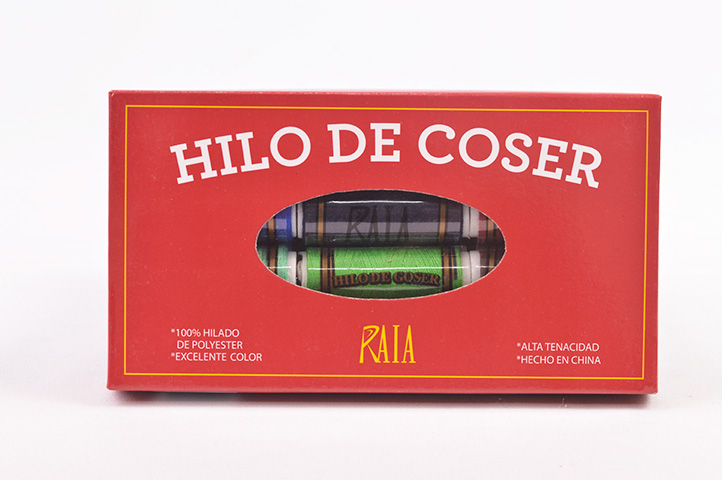 HILO DE COSER
RAIA
HILO DE COSER
*100% HILADO
DE POLYESTER
*EXCELENTE COLOR
RAIA
*ALTA TENACIDAD
*HECHO EN CHINA